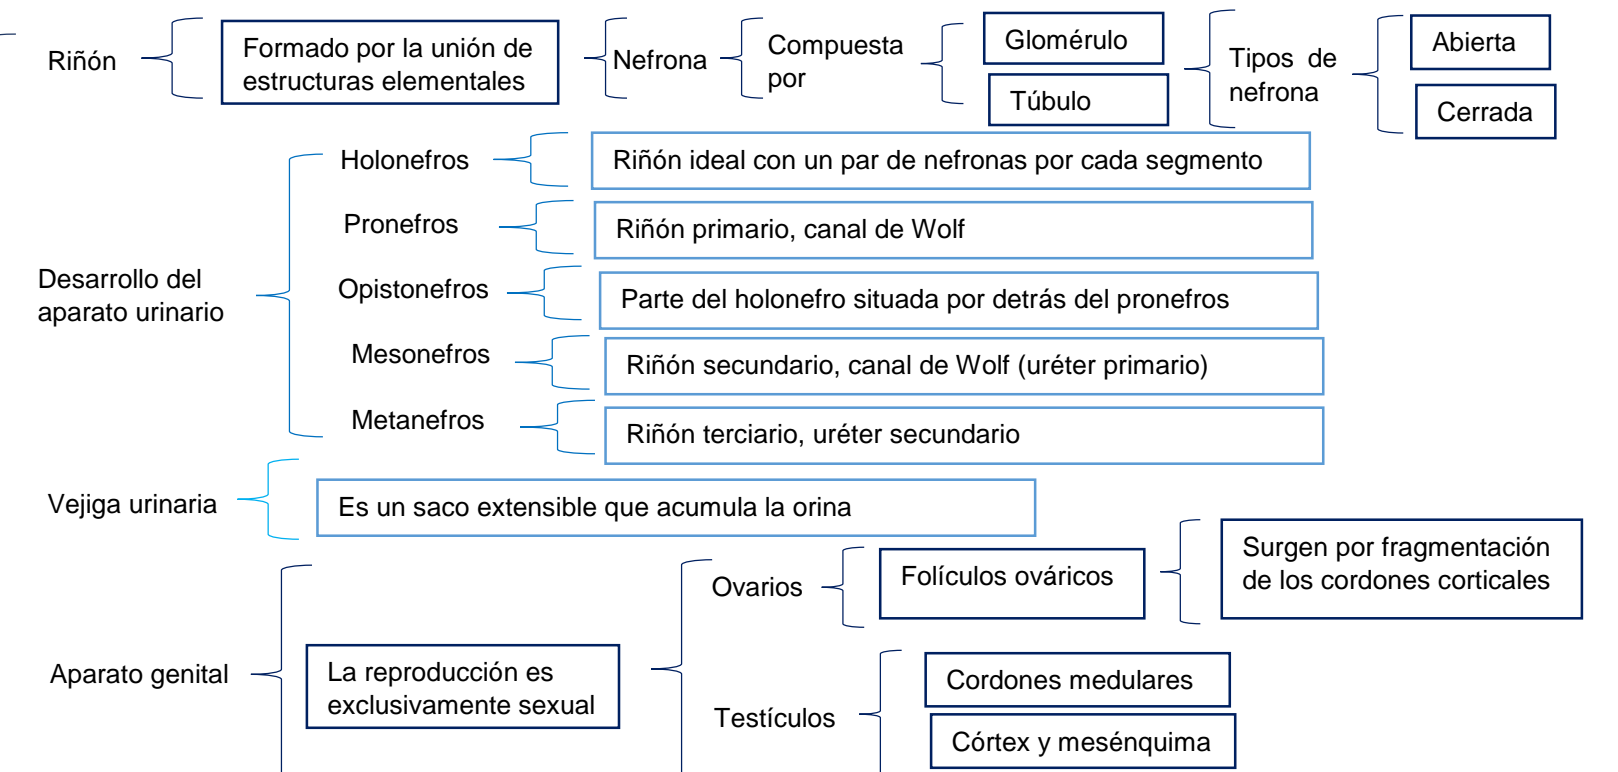 Riñón
Formado por la unión de
estructuras elementales
Nefrona
Compuesta
por
Glomérulo
Túbulo
Tipos de
nefrona
Abierta
Cerrada
Desarrollo del
aparato urinario
Holonefros
Riñón ideal con un par de nefronas por cada segmento
Pronefros
Riñón primario, canal de Wolf
Opistonefros
Parte del holonefro situada por detrás del pronefros
Mesonefros
Riñón secundario, canal de Wolf (uréter primario)
Metanefros
Riñón terciario, uréter secundario
Vejiga urinaria
Es un saco extensible que acumula la orina
Aparato genital
La reproducción es
exclusivamente sexual
Ovarios
Folículos ováricos
Surgen por fragmentación
de los cordones corticales
Testículos
Cordones medulares
Córtex y mesénquima